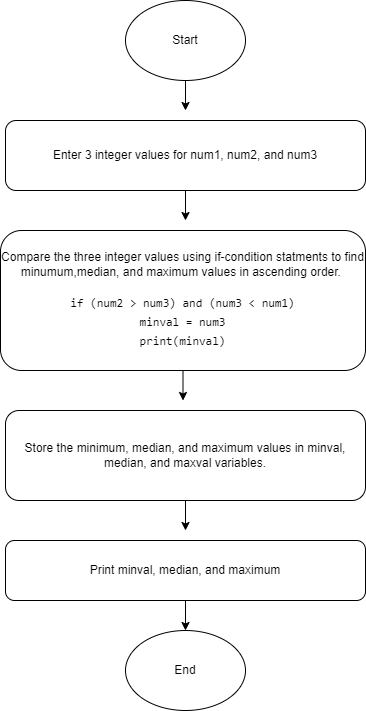 Start
Enter 3 integer values for num1, num2, and num3
Compare the three integer values using if-condition statments to find
minumum,median, and maximum values in ascending order.
if (num2 > num3) and (num3 < num1)
minval = num3
print(minval)
Store the minimum, median, and maximum values in minval,
median, and maxval variables.
Print minval, median, and maximum
End